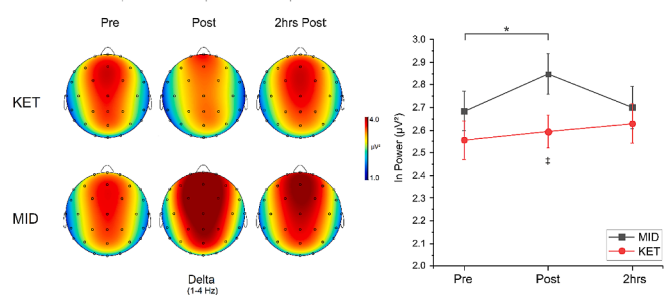 Pre Post 2hrs Post
KET
MID
4.0
µV²
1.0
Delta
(1-4 Hz)
3.0
2.9
2.8
2.7
2.6
2.5
2.4
2.3
2.2
2.1
2.0
ln Power (µV²)
*
‡
MID
KET
Pre Post 2hrs